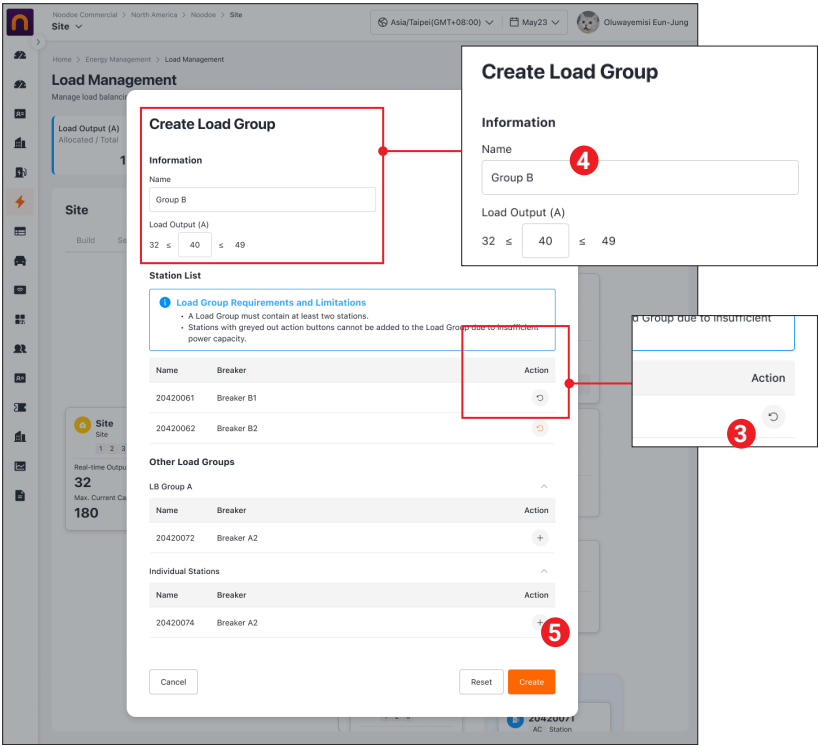 Noodoe Commercial > North America > Noodoe > Site
Site
Asia/Taipei(GMT+08:00)
May23
Oluwayemisi Eun-Jung
Home > Energy Management > Load Management
Load Management
Manage load balanci
Load Output (A)
Allocated / Total
1
Site
Build
Se
Site
Site
1 2 3
Real-time Outpu
32
Max. Current Ca
180
Create Load Group
Information
Name
Group B
Load Output (A)
32 ≤ 40 ≤ 49
Station List
Load Group Requirements and Limitations
• A Load Group must contain at least two stations.
• Stations with greyed out action buttons cannot be added to the Load Group due to insufficient
power capacity.
Name Breaker Action
20420061 Breaker B1
20420062 Breaker B2
Other Load Groups
LB Group A
Name Breaker Action
20420072 Breaker A2 +
Individual Stations
Name Breaker Action
20420074 Breaker A2 +
5
Cancel Reset Create
20420071
AC Station
Create Load Group
Information
Name
4
Group B
Load Output (A)
32 ≤ 40 ≤ 49
d Group due to insufficient
Action
3